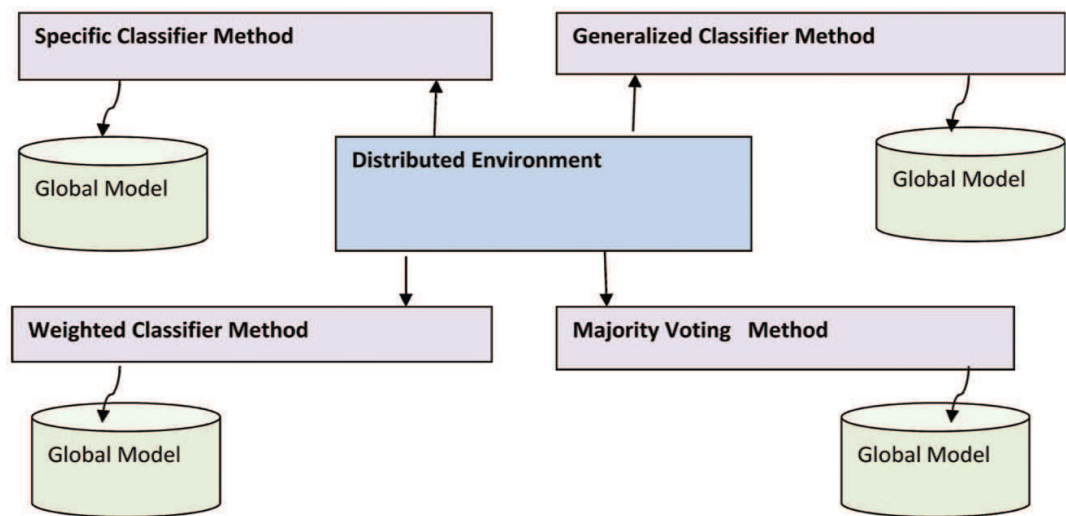 Specific Classifier Method
Generalized Classifier Method
Global Model
Distributed Environment
Global Model
Weighted Classifier Method
Majority Voting Method
Global Model
Global Model